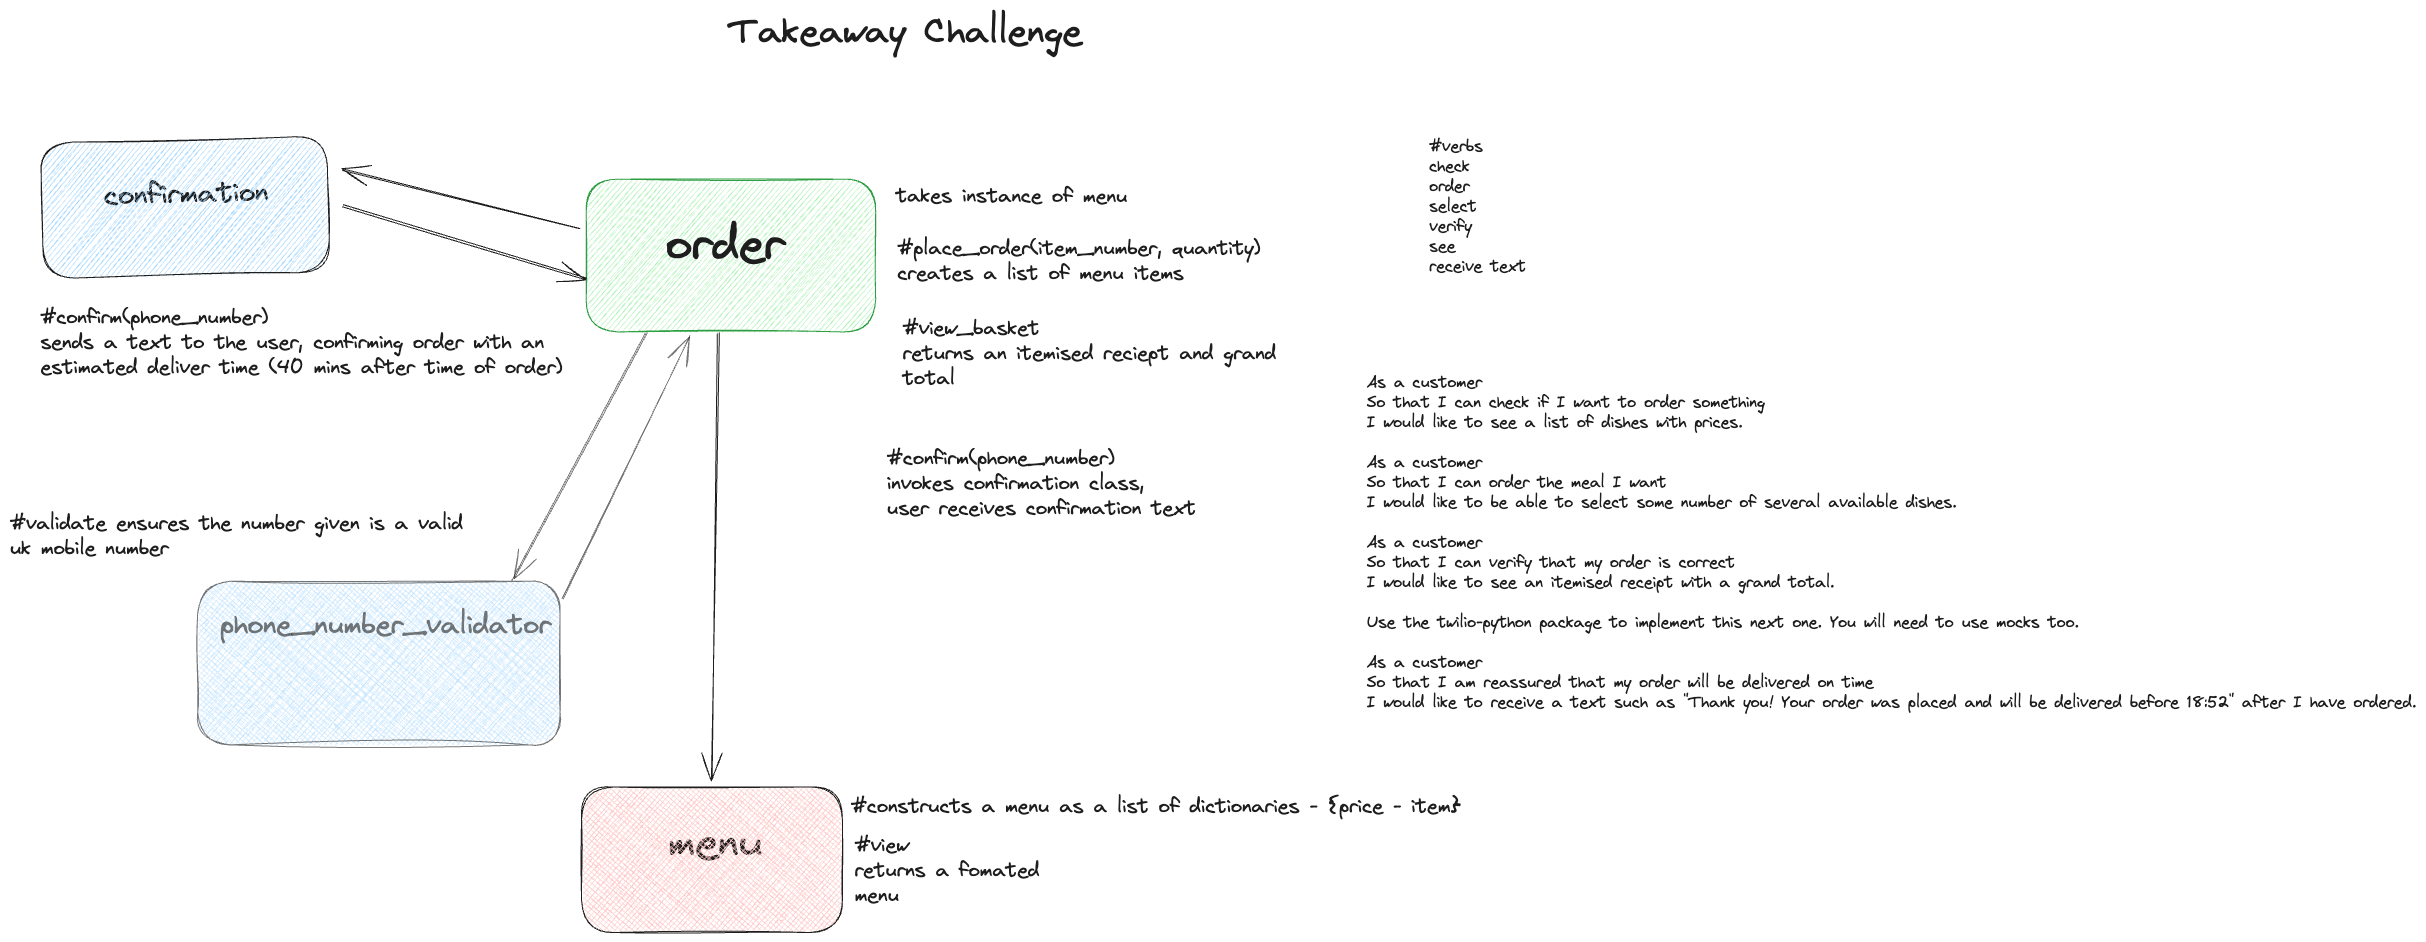 Takeaway Challenge
confirmation
#confirm(phone_number)
sends a text to the user, confirming order with an
estimated deliver time (40 mins after time of order)
order
takes instance of menu
#place_order(item_number, quantity)
creates a list of menu items
#view_basket
returns an itemised reciept and grand
total
#confirm(phone_number)
invokes confirmation class,
user receives confirmation text
#validate ensures the number given is a valid
uk mobile number
phone_number_validator
menu
#constructs a menu as a list of dictionaries - {price - item}
#view
returns a fomated
menu
#verbs
check
order
select
verify
see
receive text
As a customer
So that I can check if I want to order something
I would like to see a list of dishes with prices.
As a customer
So that I can order the meal I want
I would like to be able to select some number of several available dishes.
As a customer
So that I can verify that my order is correct
I would like to see an itemised receipt with a grand total.
Use the twilio-python package to implement this next one. You will need to use mocks too.
As a customer
So that I am reassured that my order will be delivered on time
I would like to receive a text such as "Thank you! Your order was placed and will be delivered before 18:52" after I have ordered.